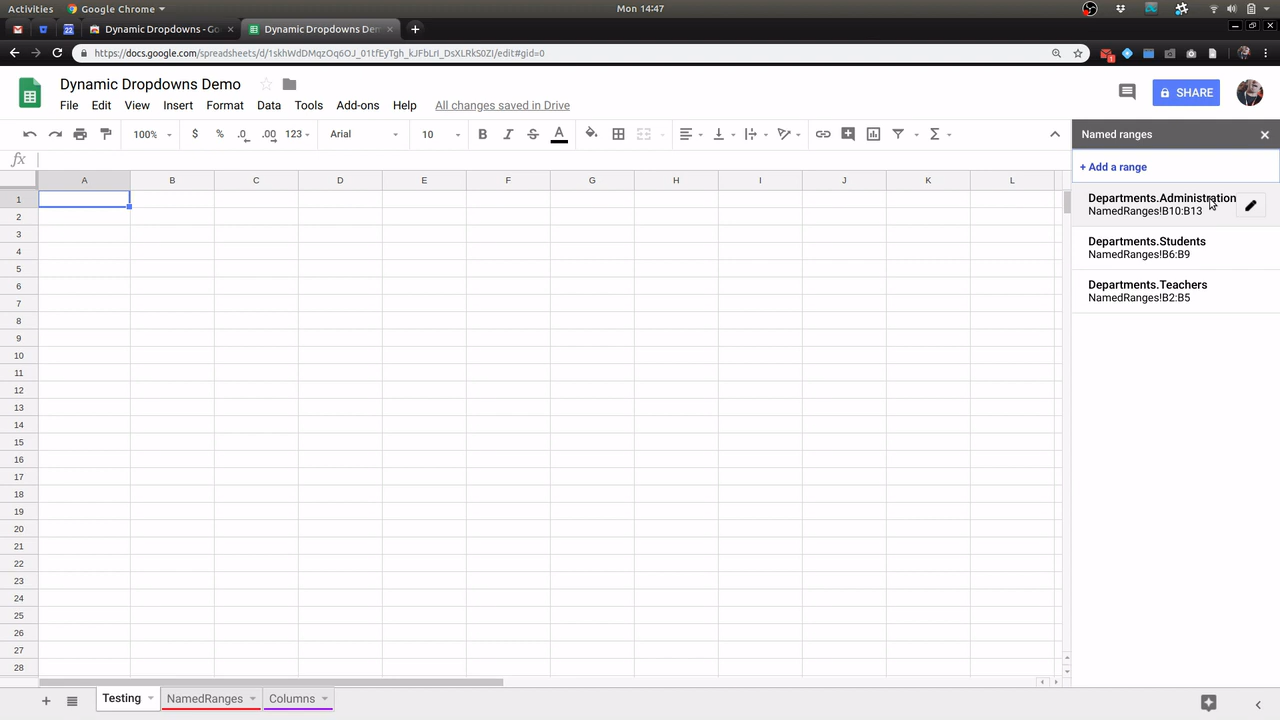 Activities Google Chrome Mon 14:47
Dynamic Dropdowns - Go Dynamic Dropdowns De
https://docs.google.com/spreadsheets/d/1skhWdDMqzOq6OJ_01tfEyTgh_kJFbLrI_DsXLRkS0ZI/edit#gid=0
Dynamic Dropdowns Demo
SHARE
File Edit View Insert Format Data Tools Add-ons Help All changes saved in Drive
100% $ % .0 .00 123 Arial 10 B I S A Σ
Named ranges
fx
+ Add a range
A B C D E F G H I J K L
Departments.Administration
NamedRanges!B10:B13
Departments.Students
NamedRanges!B6:B9
Departments.Teachers
NamedRanges!B2:B5
1
2
3
4
5
6
7
8
9
10
11
12
13
14
15
16
17
18
19
20
21
22
23
24
25
26
27
28
Testing NamedRanges Columns